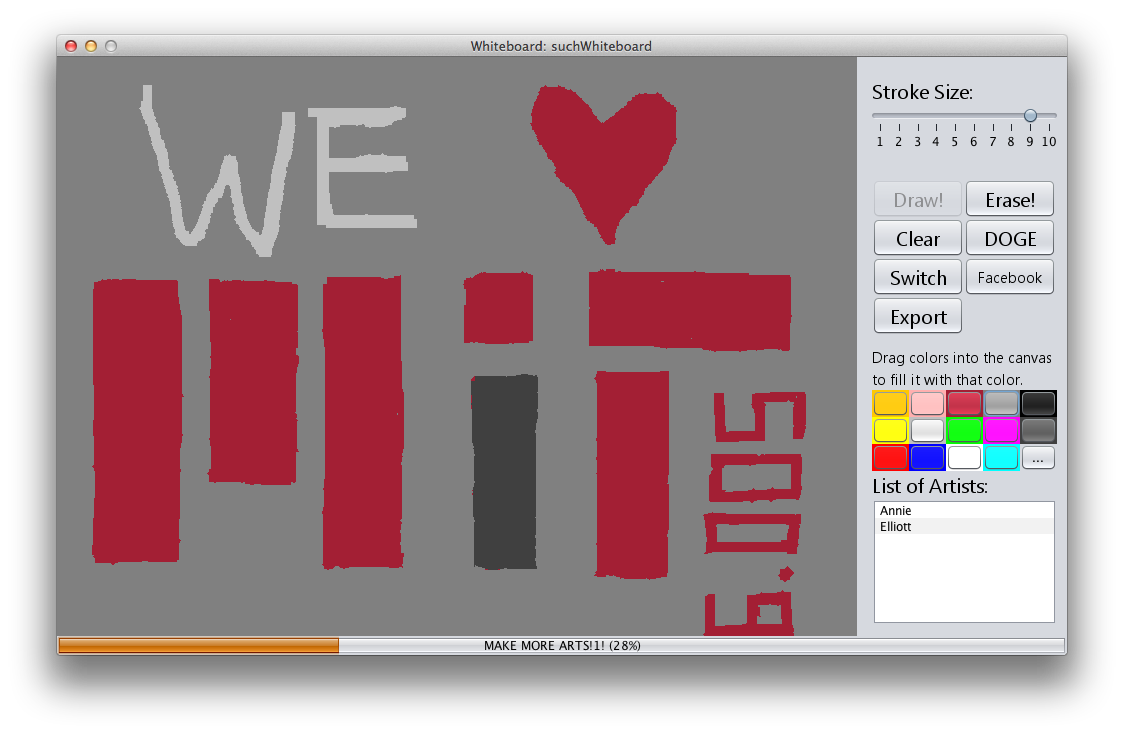 Whiteboard: suchWhiteboard
WE ♥
MiT
6.005
Stroke Size:
1 2 3 4 5 6 7 8 9 10
Draw! Erase!
Clear DOGE
Switch Facebook
Export
Drag colors into the canvas
to fill it with that color.
...
List of Artists:
Annie
Elliott
MAKE MORE ARTS!1! (28%)